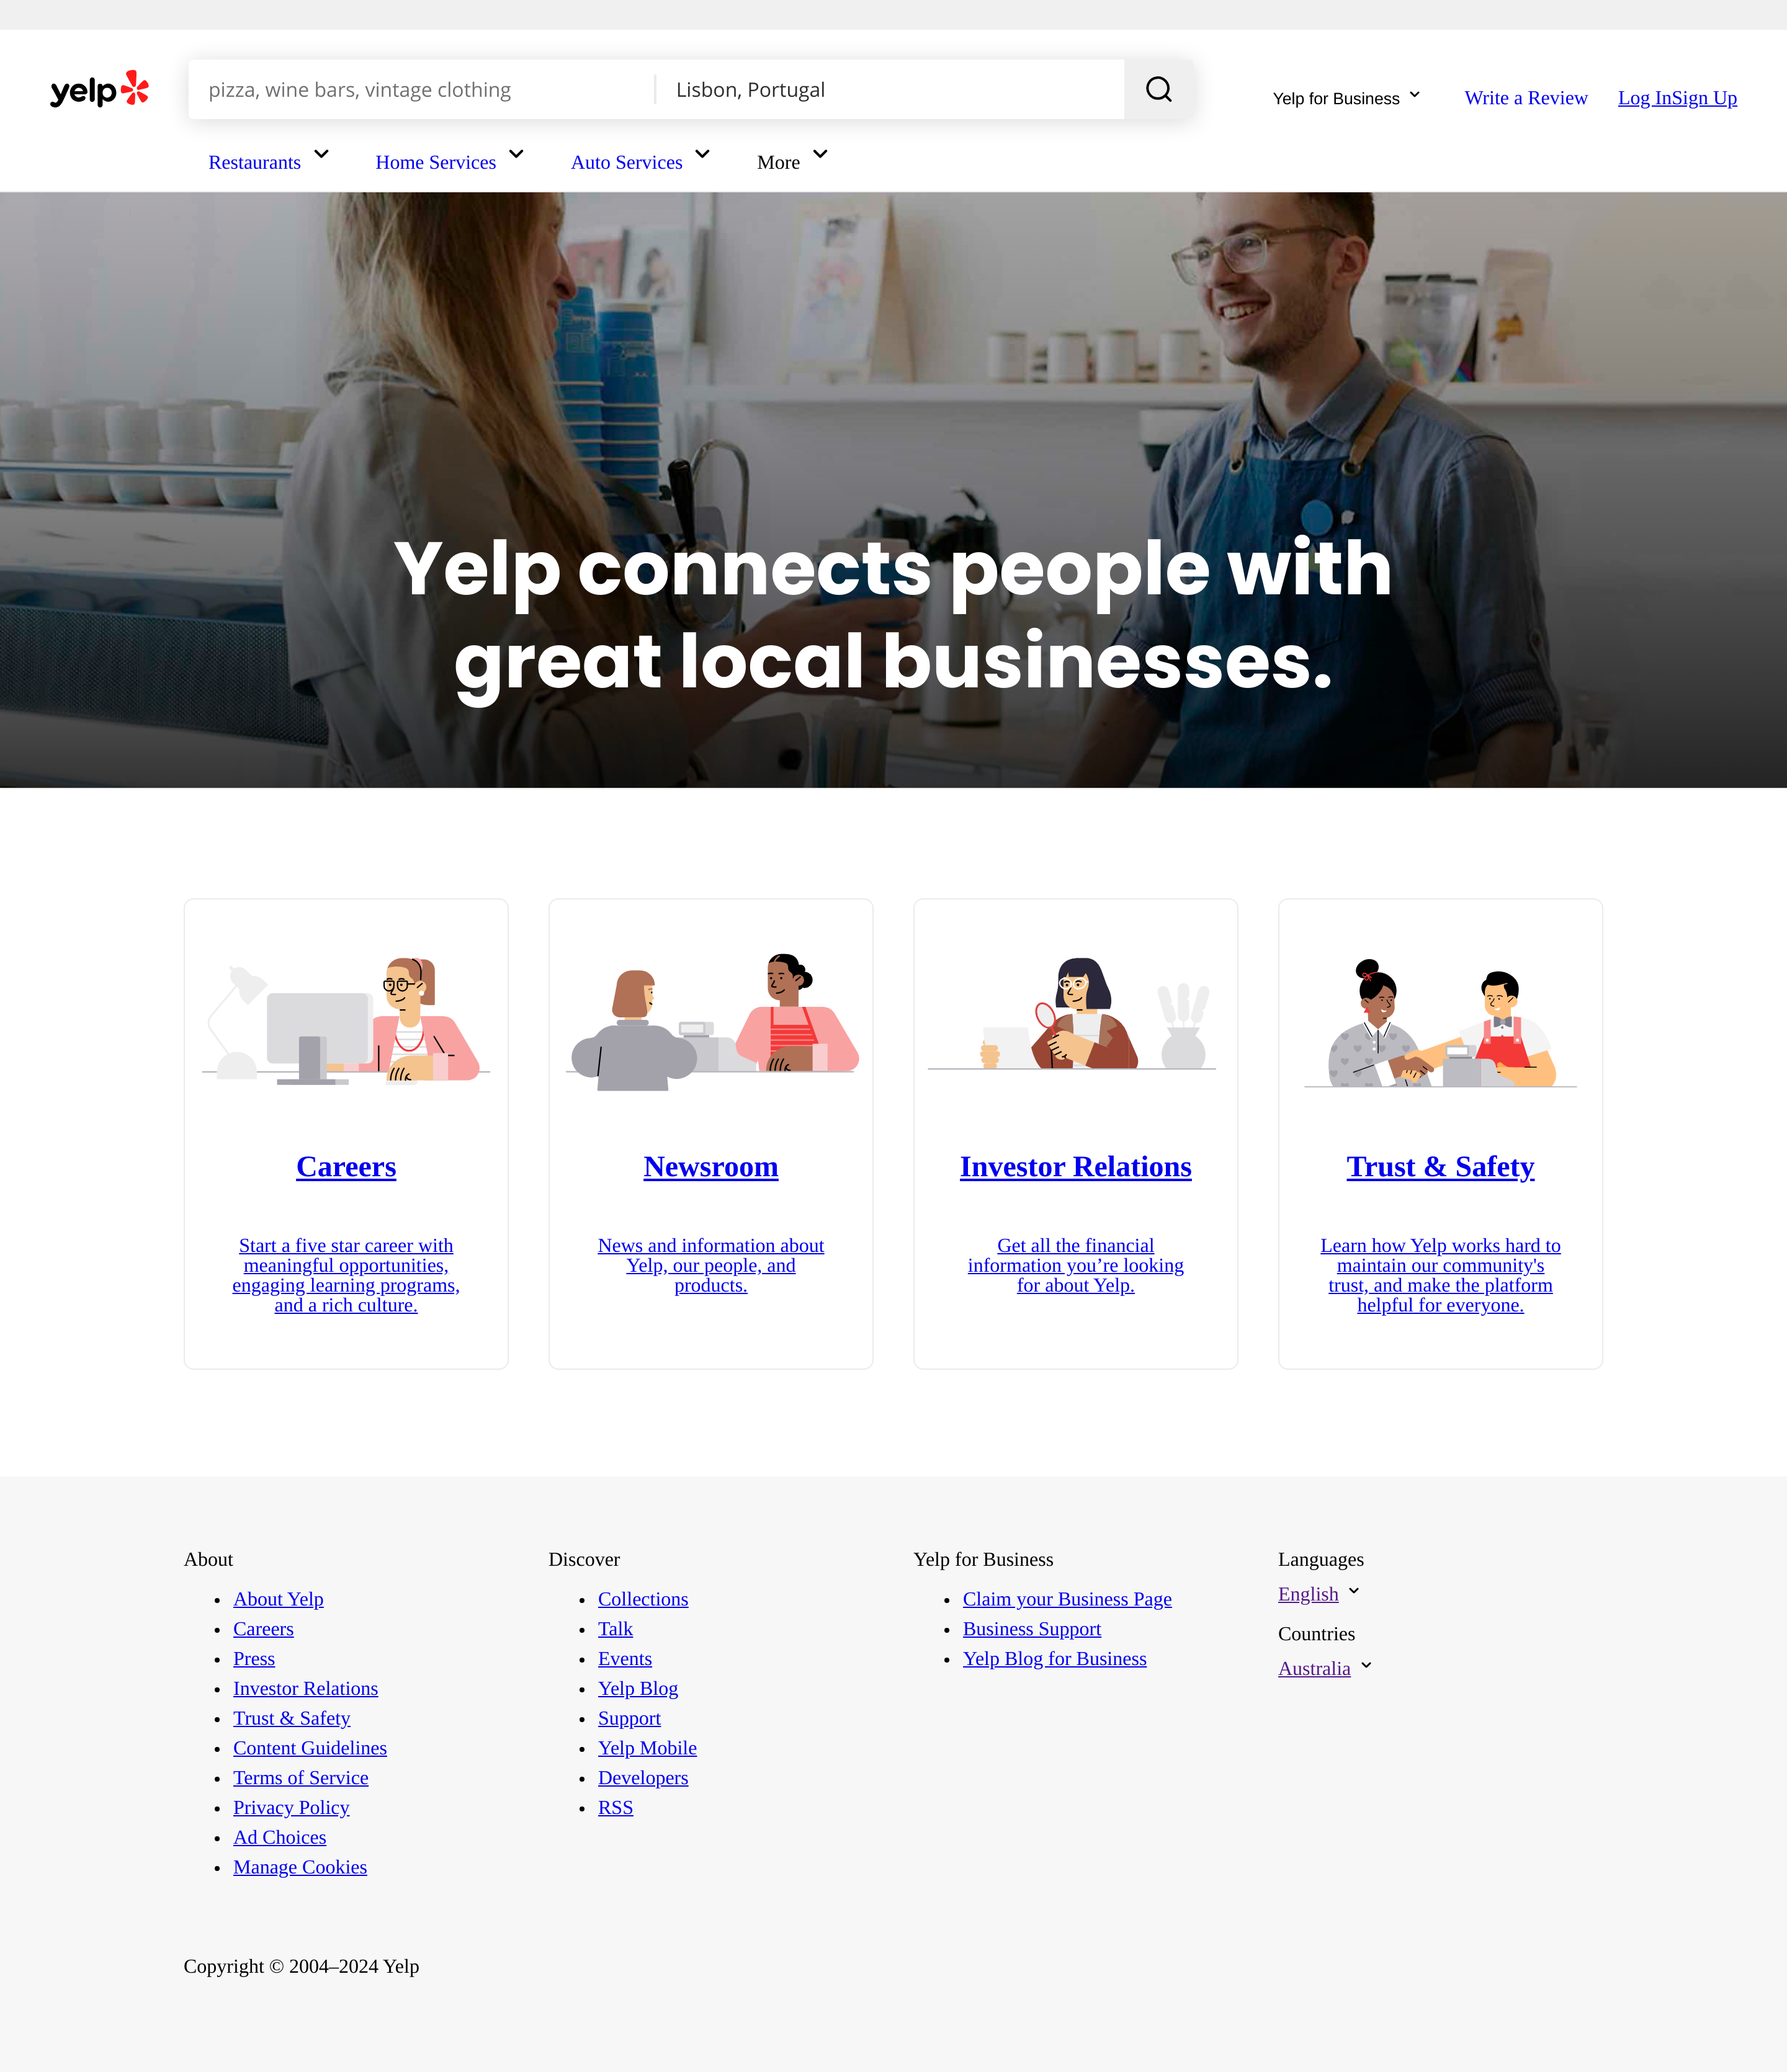 yelp
pizza, wine bars, vintage clothing
Lisbon, Portugal
Yelp for Business
Write a Review
Log InSign Up
Restaurants
Home Services
Auto Services
More
Yelp connects people with
great local businesses.
Careers
Start a five star career with
meaningful opportunities,
engaging learning programs,
and a rich culture.
Newsroom
News and information about
Yelp, our people, and
products.
Investor Relations
Get all the financial
information you’re looking
for about Yelp.
Trust & Safety
Learn how Yelp works hard to
maintain our community's
trust, and make the platform
helpful for everyone.
About
About Yelp
Careers
Press
Investor Relations
Trust & Safety
Content Guidelines
Terms of Service
Privacy Policy
Ad Choices
Manage Cookies
Discover
Collections
Talk
Events
Yelp Blog
Support
Yelp Mobile
Developers
RSS
Yelp for Business
Claim your Business Page
Business Support
Yelp Blog for Business
Languages
English
Countries
Australia
Copyright © 2004–2024 Yelp